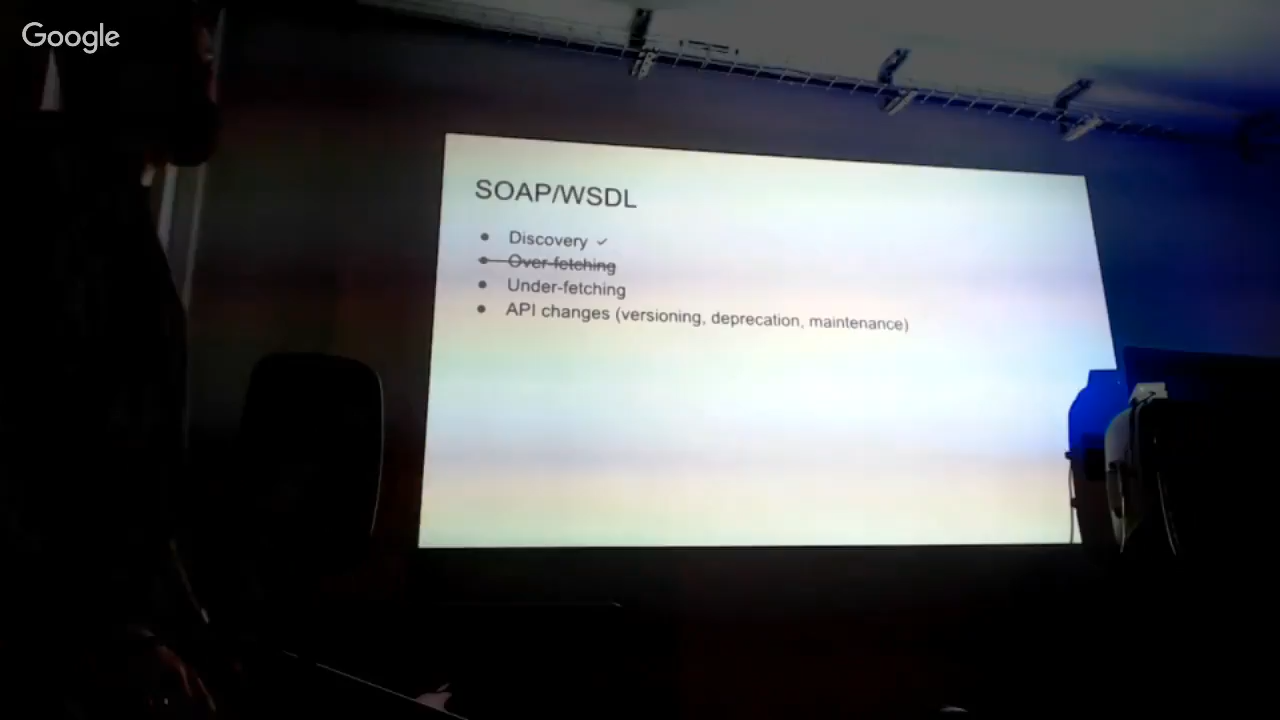 Google
SOAP/WSDL
• Discovery ✓
• Over-fetching
• Under-fetching
• API changes (versioning, deprecation, maintenance)